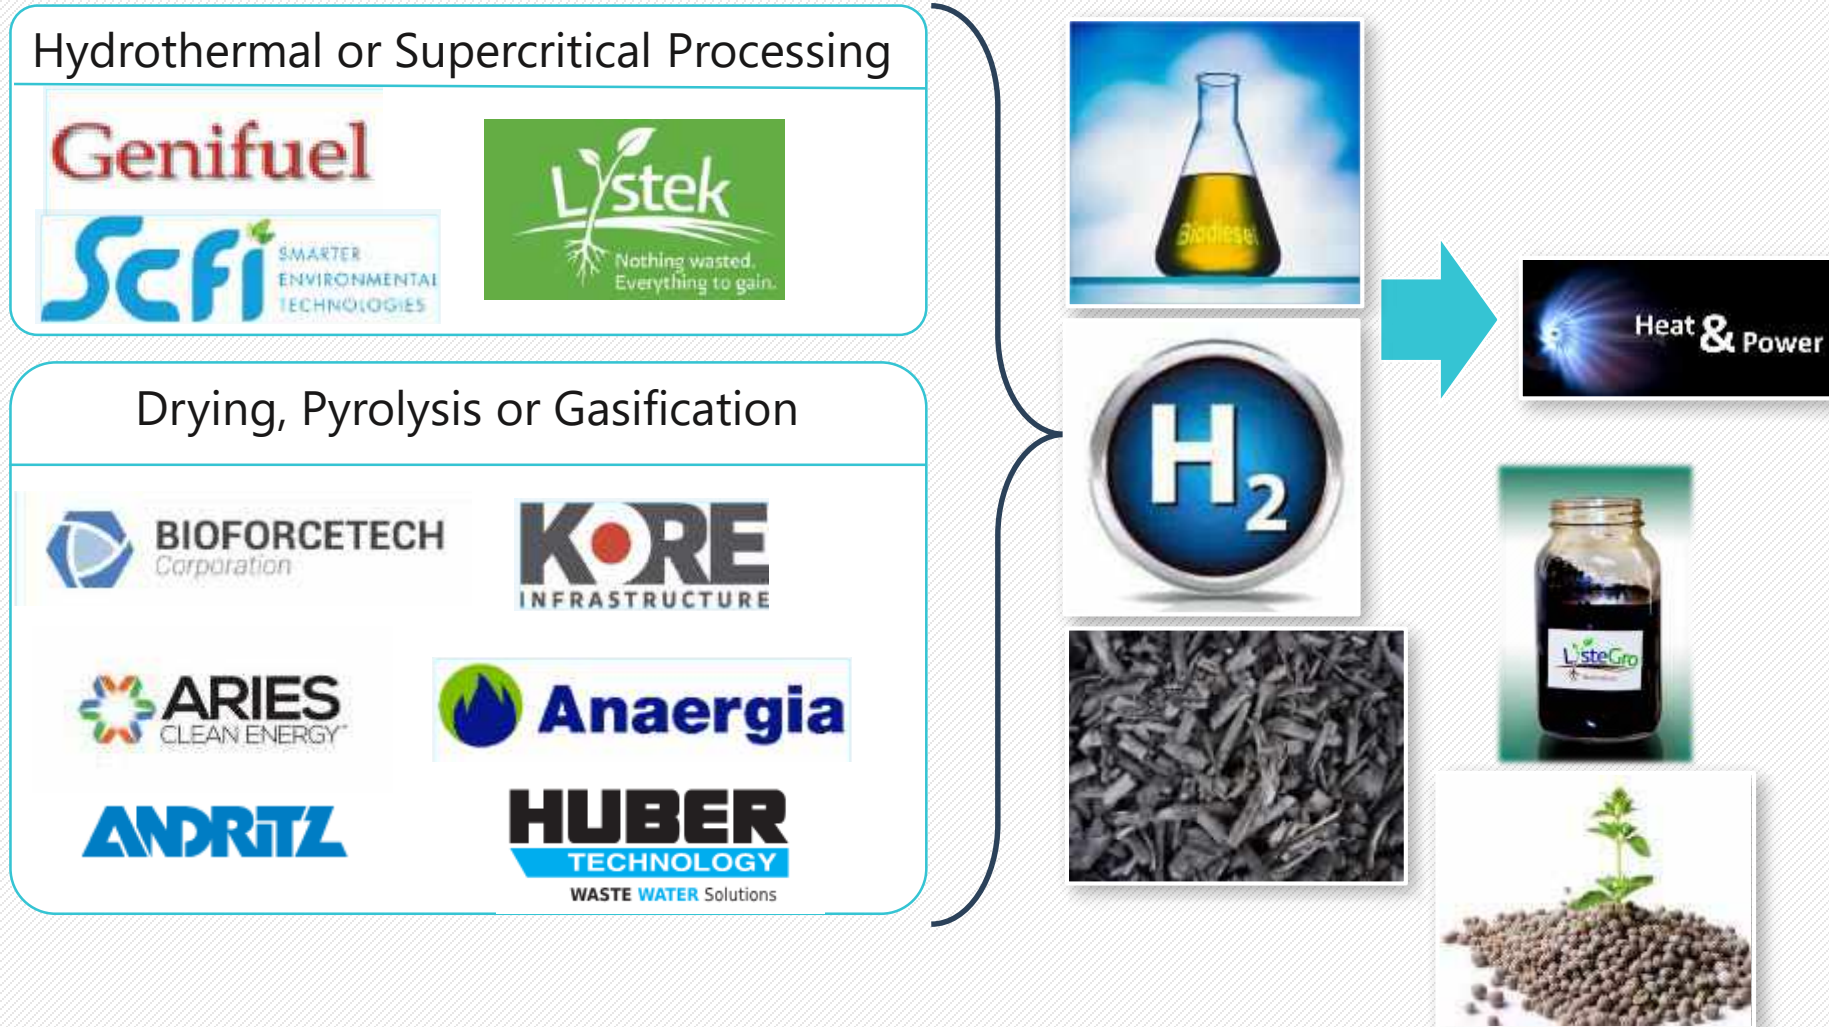 Hydrothermal or Supercritical Processing
Genifuel
Lystek
Nothing wasted.
Everything to gain.
SCFi
SMARTER
ENVIRONMENTAL
TECHNOLOGIES
Drying, Pyrolysis or Gasification
BIOFORCETECH
Corporation
KORE
INFRASTRUCTURE
ARIES
CLEAN ENERGY
Anaergia
ANDRITZ
HUBER
TECHNOLOGY
WASTE WATER Solutions
Biodiesel
H2
Heat & Power
LysteGro